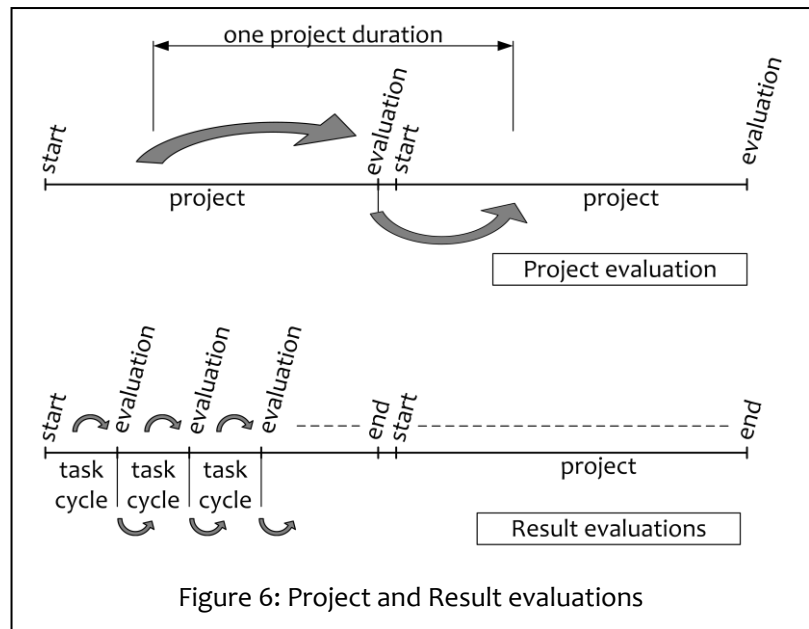 one project duration
start
evaluation
start
evaluation
project
project
Project evaluation
start
evaluation
evaluation
evaluation
end
start
end
task
cycle
task
cycle
task
cycle
project
Result evaluations
Figure 6: Project and Result evaluations